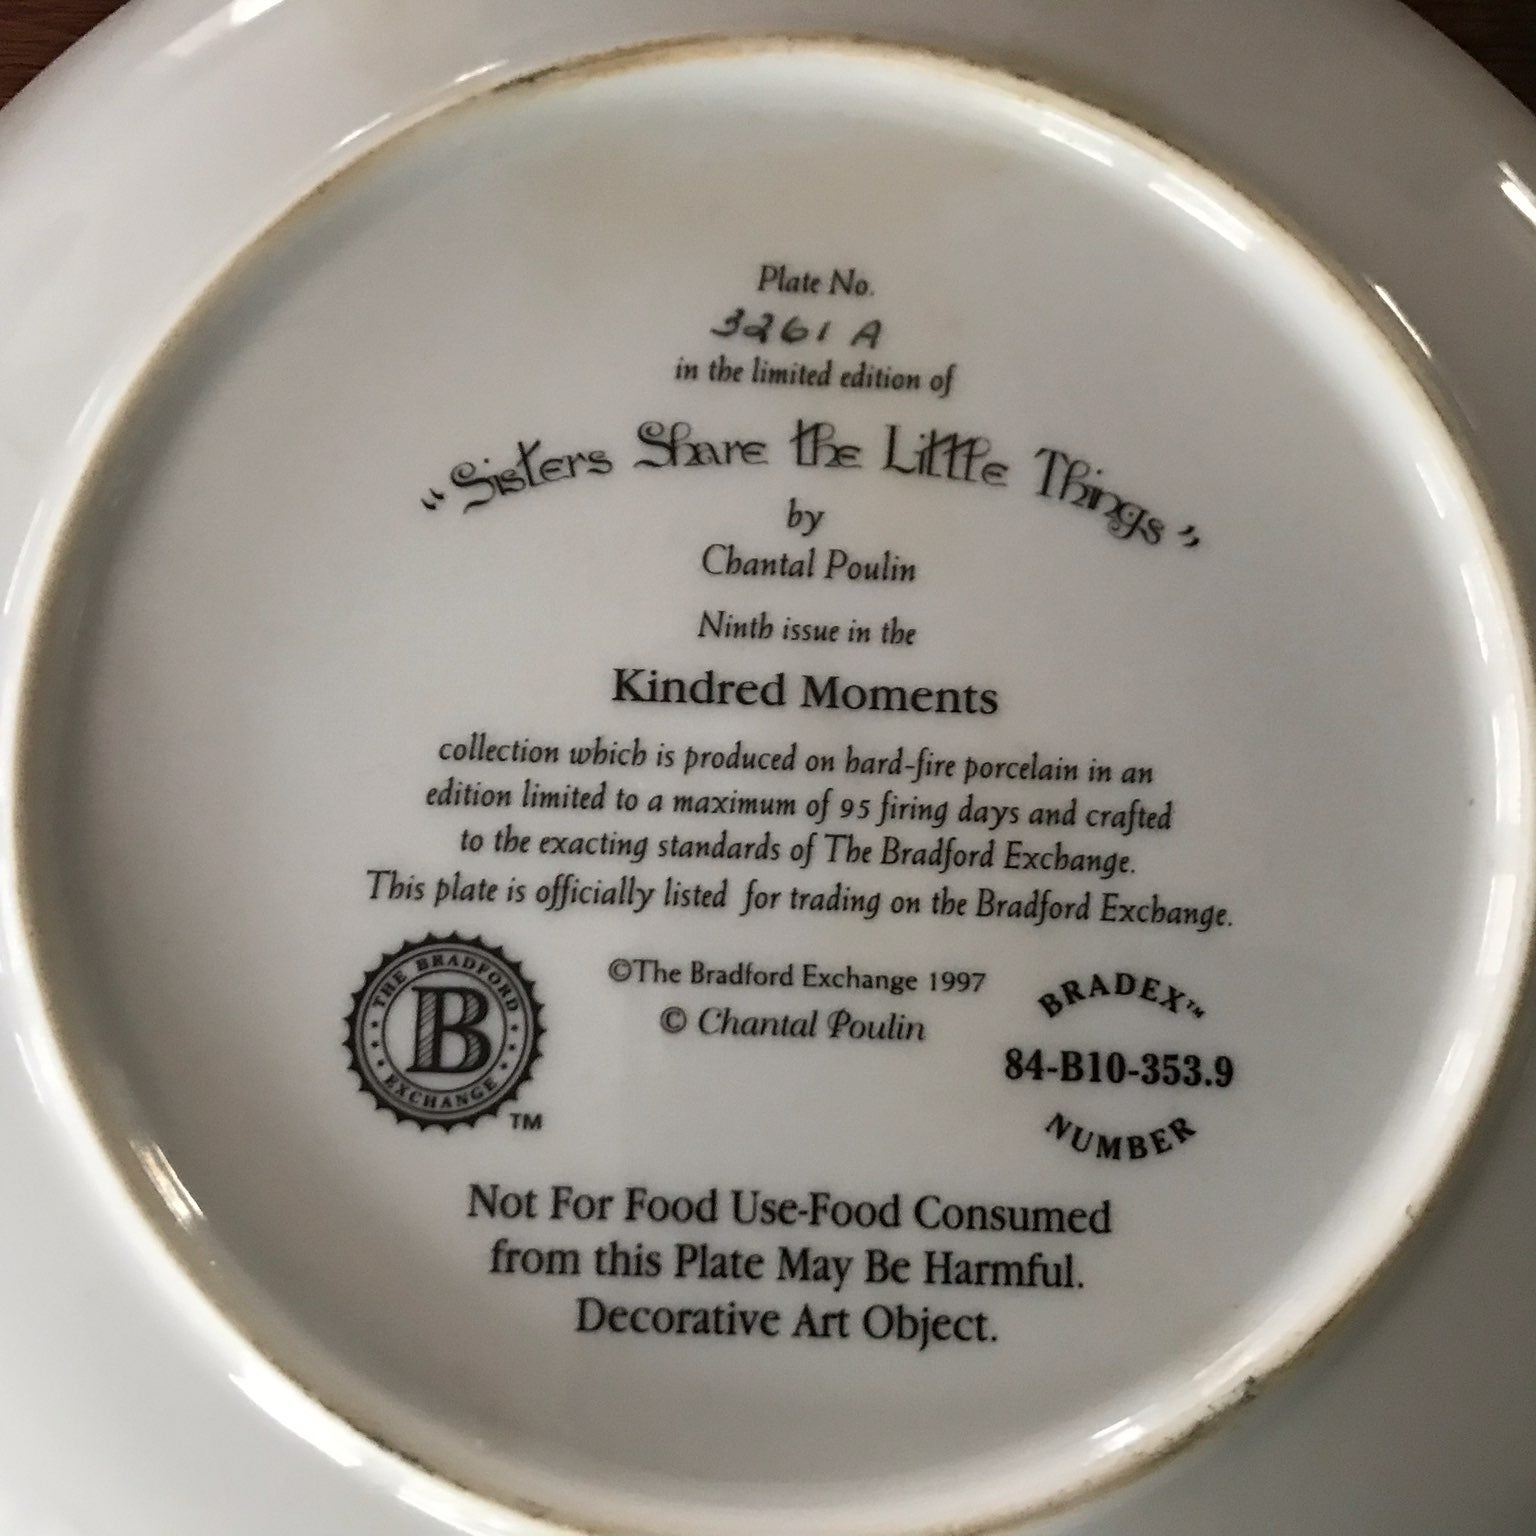 Plate No.
3261 A
in the limited edition of
"Sisters Share the Little Things"
by
Chantal Poulin
Ninth issue in the
Kindred Moments
collection which is produced on hard-fire porcelain in an
edition limited to a maximum of 95 firing days and crafted
to the exacting standards of The Bradford Exchange.
This plate is officially listed for trading on the Bradford Exchange.
THE BRADFORD
B
EXCHANGE
TM
©The Bradford Exchange 1997
© Chantal Poulin
BRADEX™
84-B10-353.9
NUMBER
Not For Food Use-Food Consumed
from this Plate May Be Harmful.
Decorative Art Object.